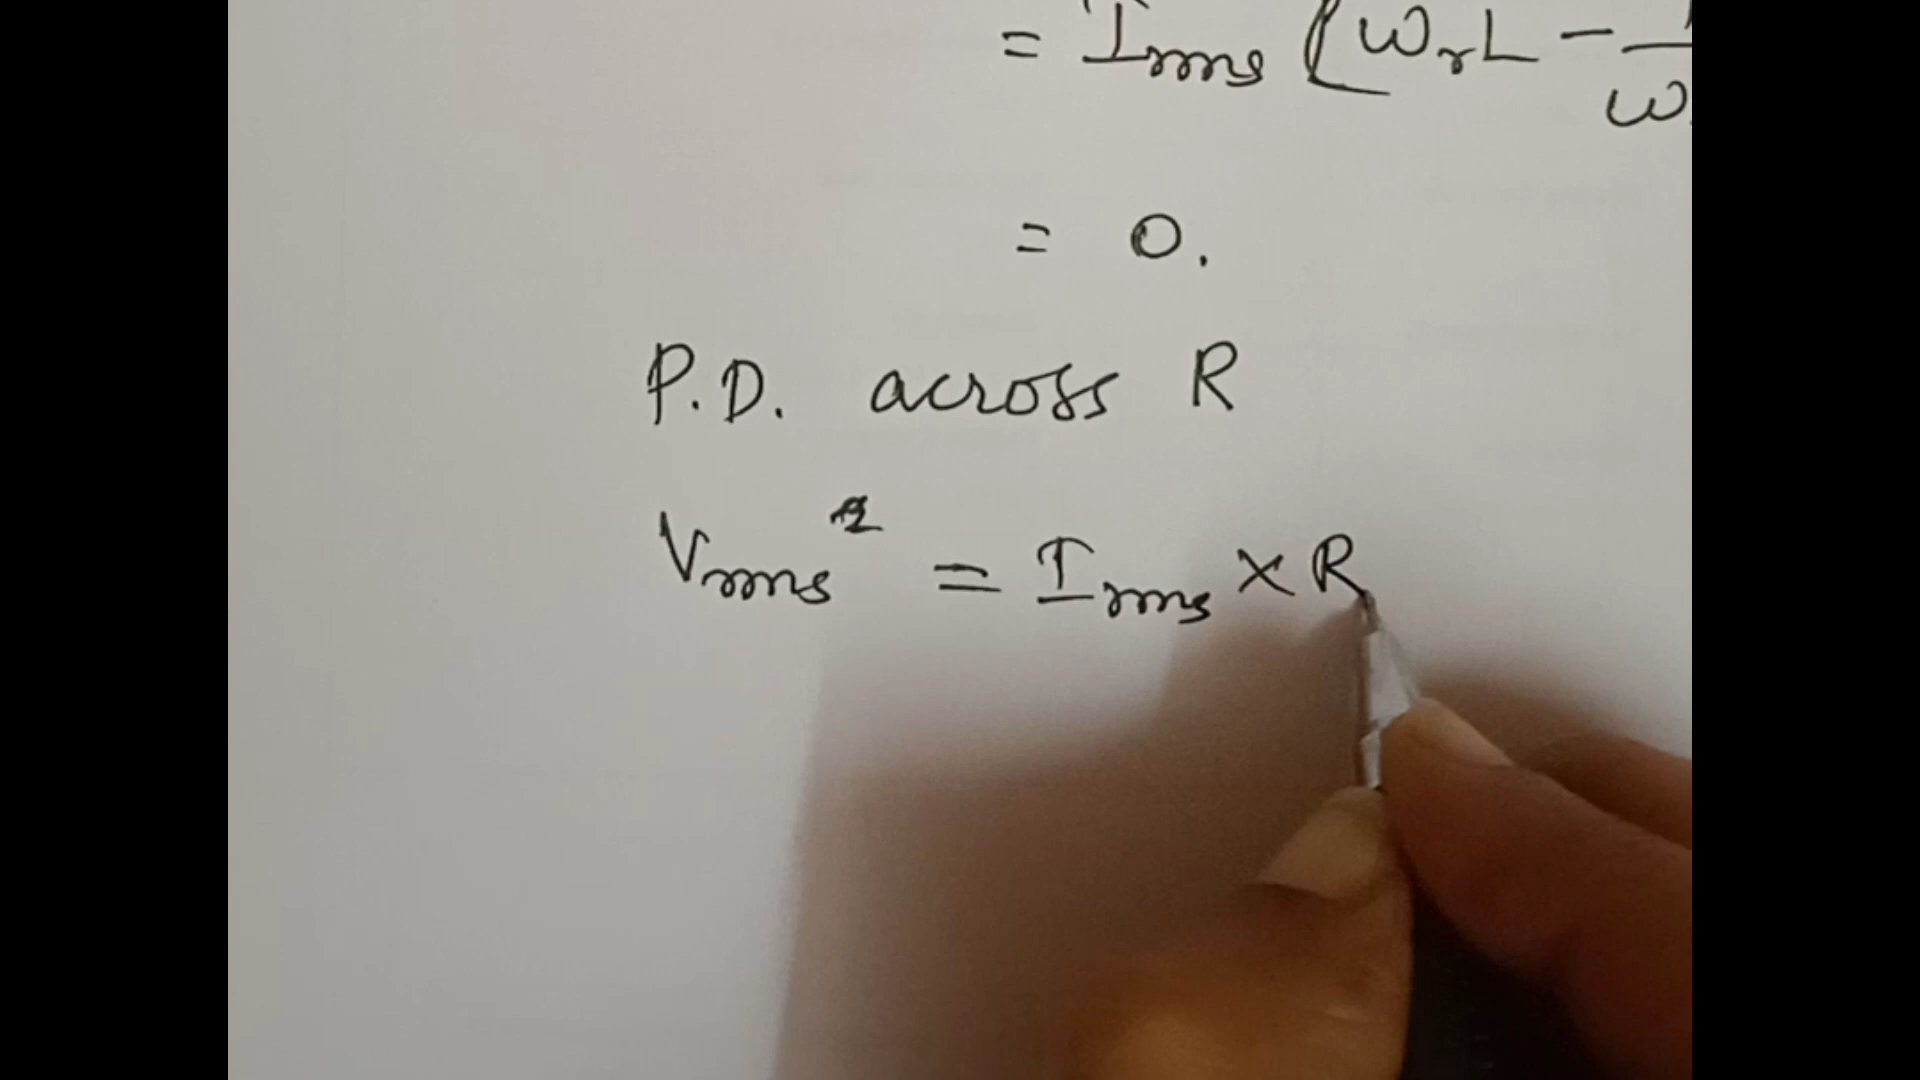 = Irms (ωrL - 
ω
= 0.
P.D. across R
Vrms = Irms × R